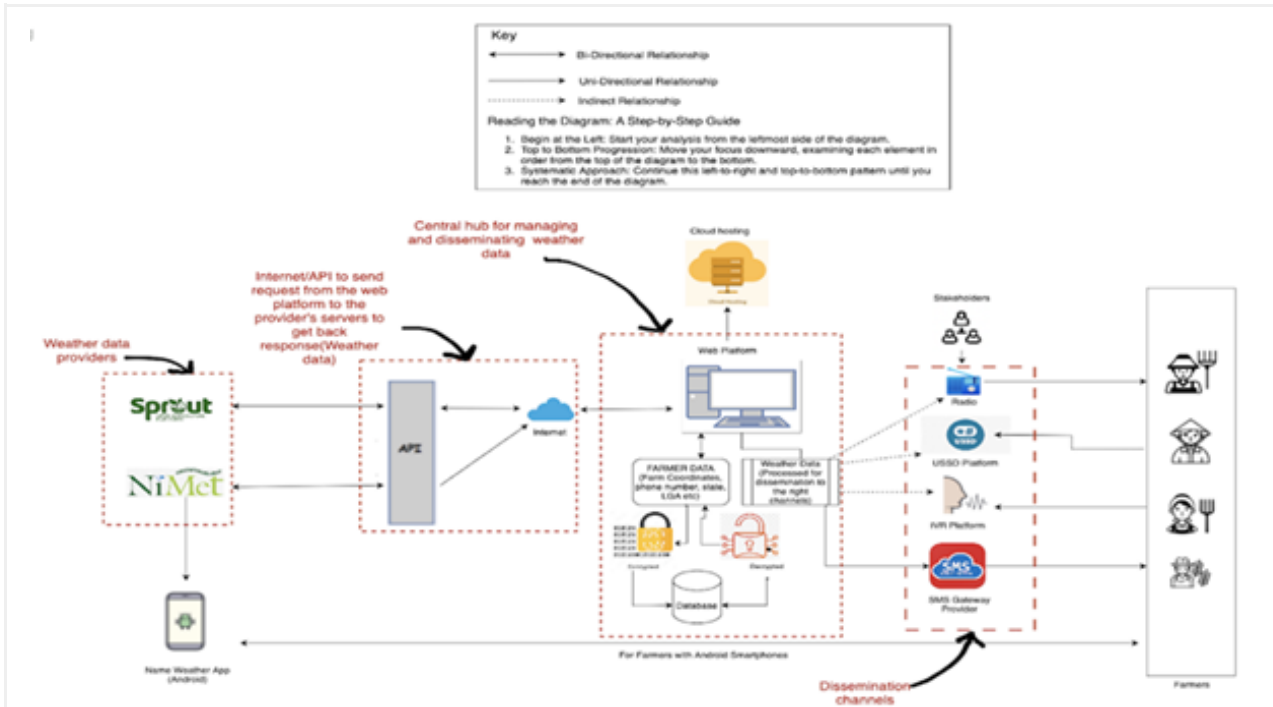 Key
Bi-Directional Relationship
Uni-Directional Relationship
Indirect Relationship
Reading the Diagram: A Step-by-Step Guide
1. Begin at the Left: Start your analysis from the leftmost side of the diagram.
2. Top to Bottom Progression: Move your focus downward, examining each element in
order from the top of the diagram to the bottom.
3. Systematic Approach: Continue this left-to-right and top-to-bottom pattern until you
reach the end of the diagram.
Weather data
providers
Sprout
NiMet
Name Weather App
(Android)
Internet/API to send
request from the web
platform to the
provider's servers to
get back
response(Weather
data)
API
Internet
Central hub for managing
and disseminating weather
data
Cloud hosting
Cloud hosting
Web Platform
FARMER DATA
(Farm Coordinates,
phone number, state,
LGA etc)
Weather Data
(Processed for
dissemination to
the right
channels)
Encrypted
Decrypted
Database
For Farmers with Android Smartphones
Stakeholders
Radio
USSD
USSD Platform
IVR Platform
SMS
SMS Gateway
Provider
Dissemination
channels
Farmers